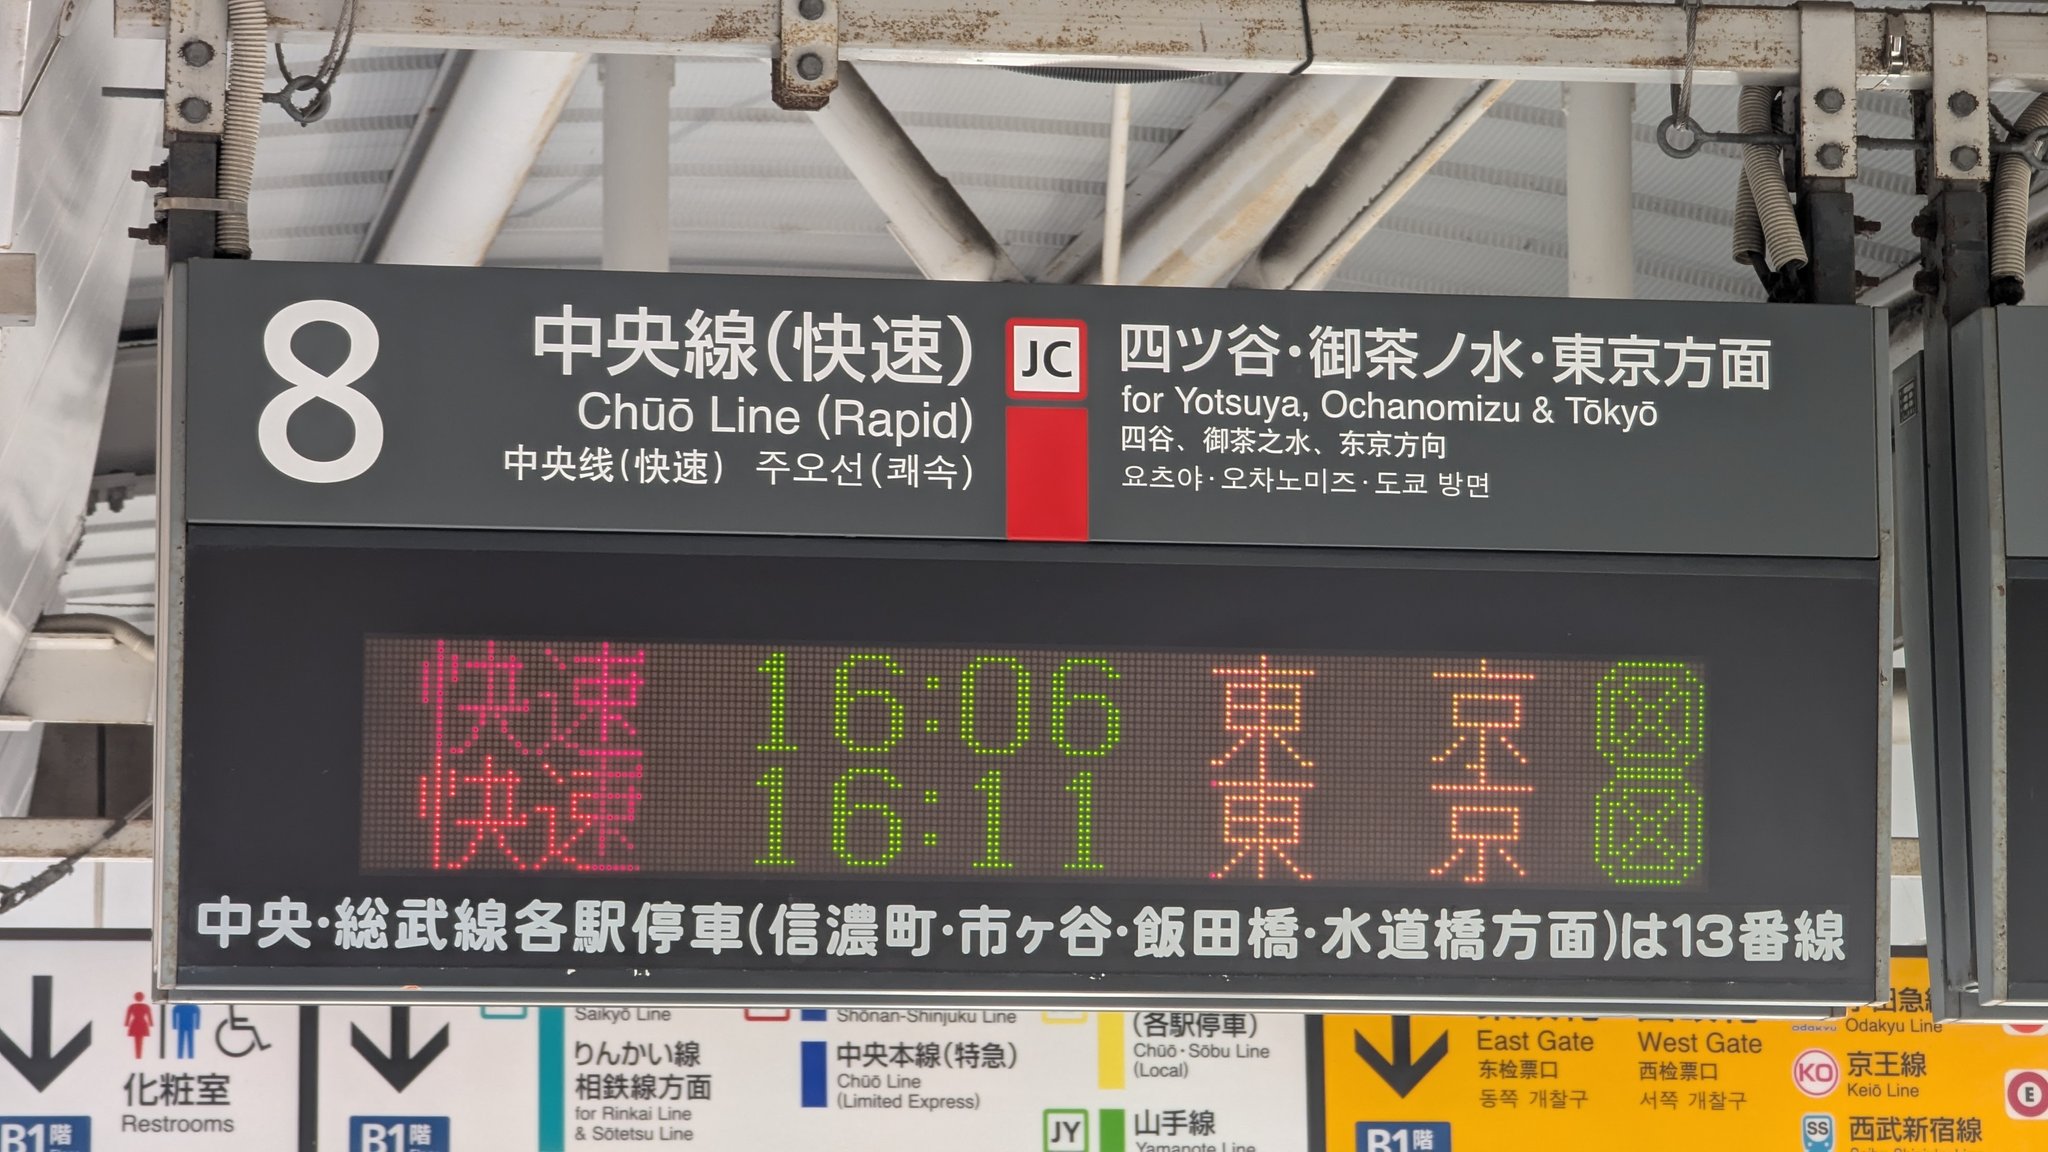 8
中央線(快速)
Chūō Line (Rapid)
中央线(快速) 주오선(쾌속)
JC
四ツ谷・御茶ノ水・東京方面
for Yotsuya, Ochanomizu & Tōkyō
四谷、御茶之水、东京方向
요츠야·오차노미즈·도쿄 방면
快速 16:06 東京
快速 16:11 東京
中央・総武線各駅停車(信濃町・市ヶ谷・飯田橋・水道橋方面)は13番線
化粧室
Restrooms
B1階
B1階
Saikyō Line
りんかい線
相鉄線方面
for Rinkai Line
& Sōtetsu Line
Shōnan-Shinjuku Line
中央本線(特急)
Chūō Line
(Limited Express)
(各駅停車)
Chūō・Sōbu Line
(Local)
JY
山手線
Yamanote Line
East Gate
东检票口
동쪽 개찰구
West Gate
西检票口
서쪽 개찰구
B1階
Odakyu Line
KO
京王線
Keiō Line
SS
西武新宿線
E